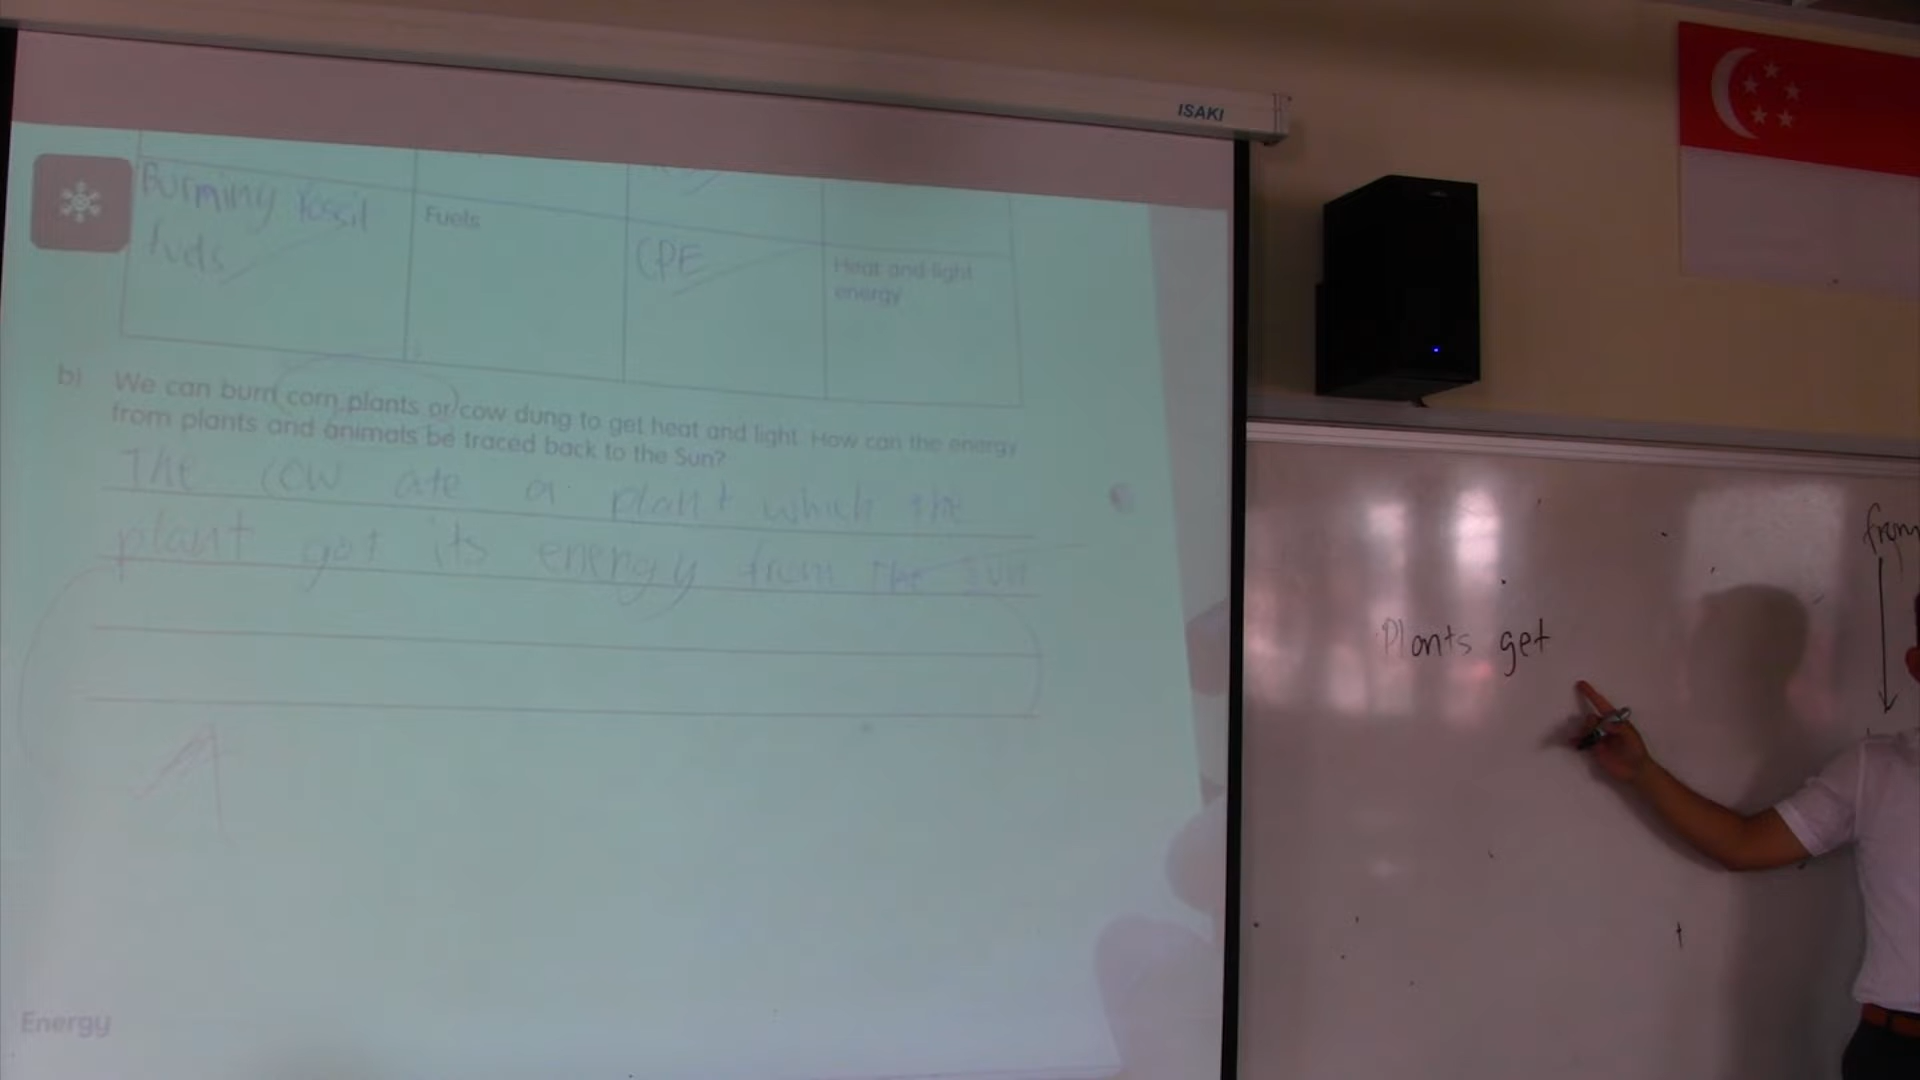 ISAKI
Burning fossil
fuels
Fuels
CPE
Heat and light
energy
b) We can burn corn plants or cow dung to get heat and light. How can the energy
from plants and animals be traced back to the Sun?
The cow ate a plant which the
plant got its energy from the sun
Energy
Plants get
from